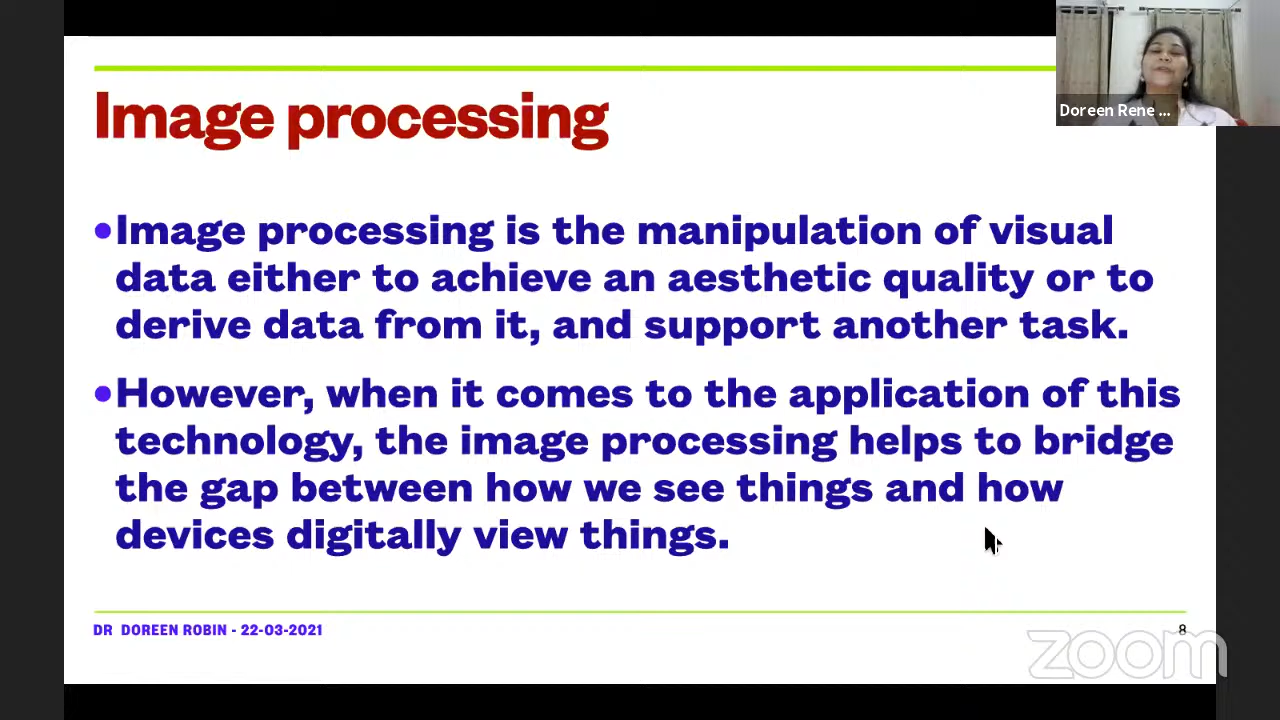 Image processing
Doreen Rene ...
•Image processing is the manipulation of visual
data either to achieve an aesthetic quality or to
derive data from it, and support another task.
•However, when it comes to the application of this
technology, the image processing helps to bridge
the gap between how we see things and how
devices digitally view things.
DR DOREEN ROBIN - 22-03-2021
8
zoom